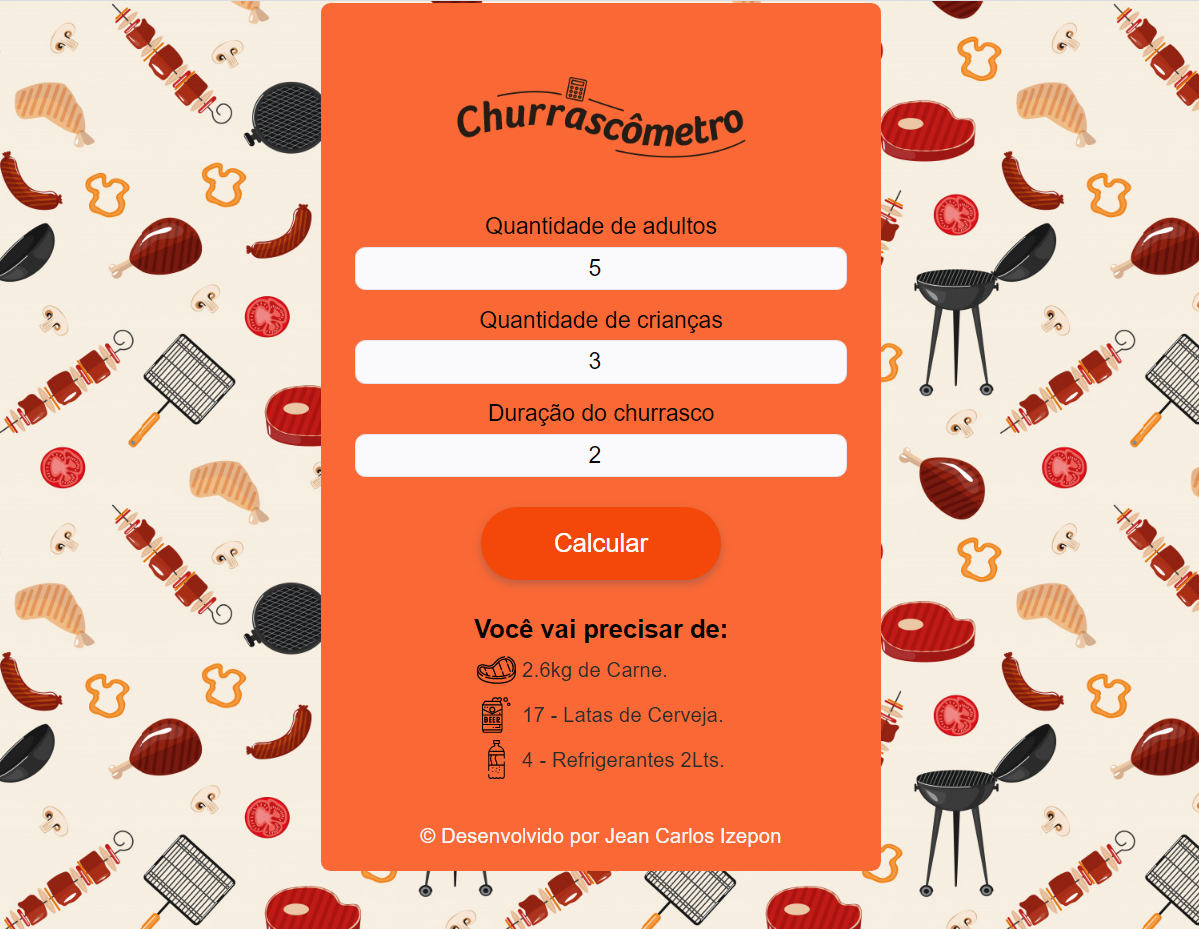 Churrascômetro
Quantidade de adultos
5
Quantidade de crianças
3
Duração do churrasco
2
Calcular
Você vai precisar de:
2.6kg de Carne.
BEER
17 - Latas de Cerveja.
4 - Refrigerantes 2Lts.
© Desenvolvido por Jean Carlos Izepon